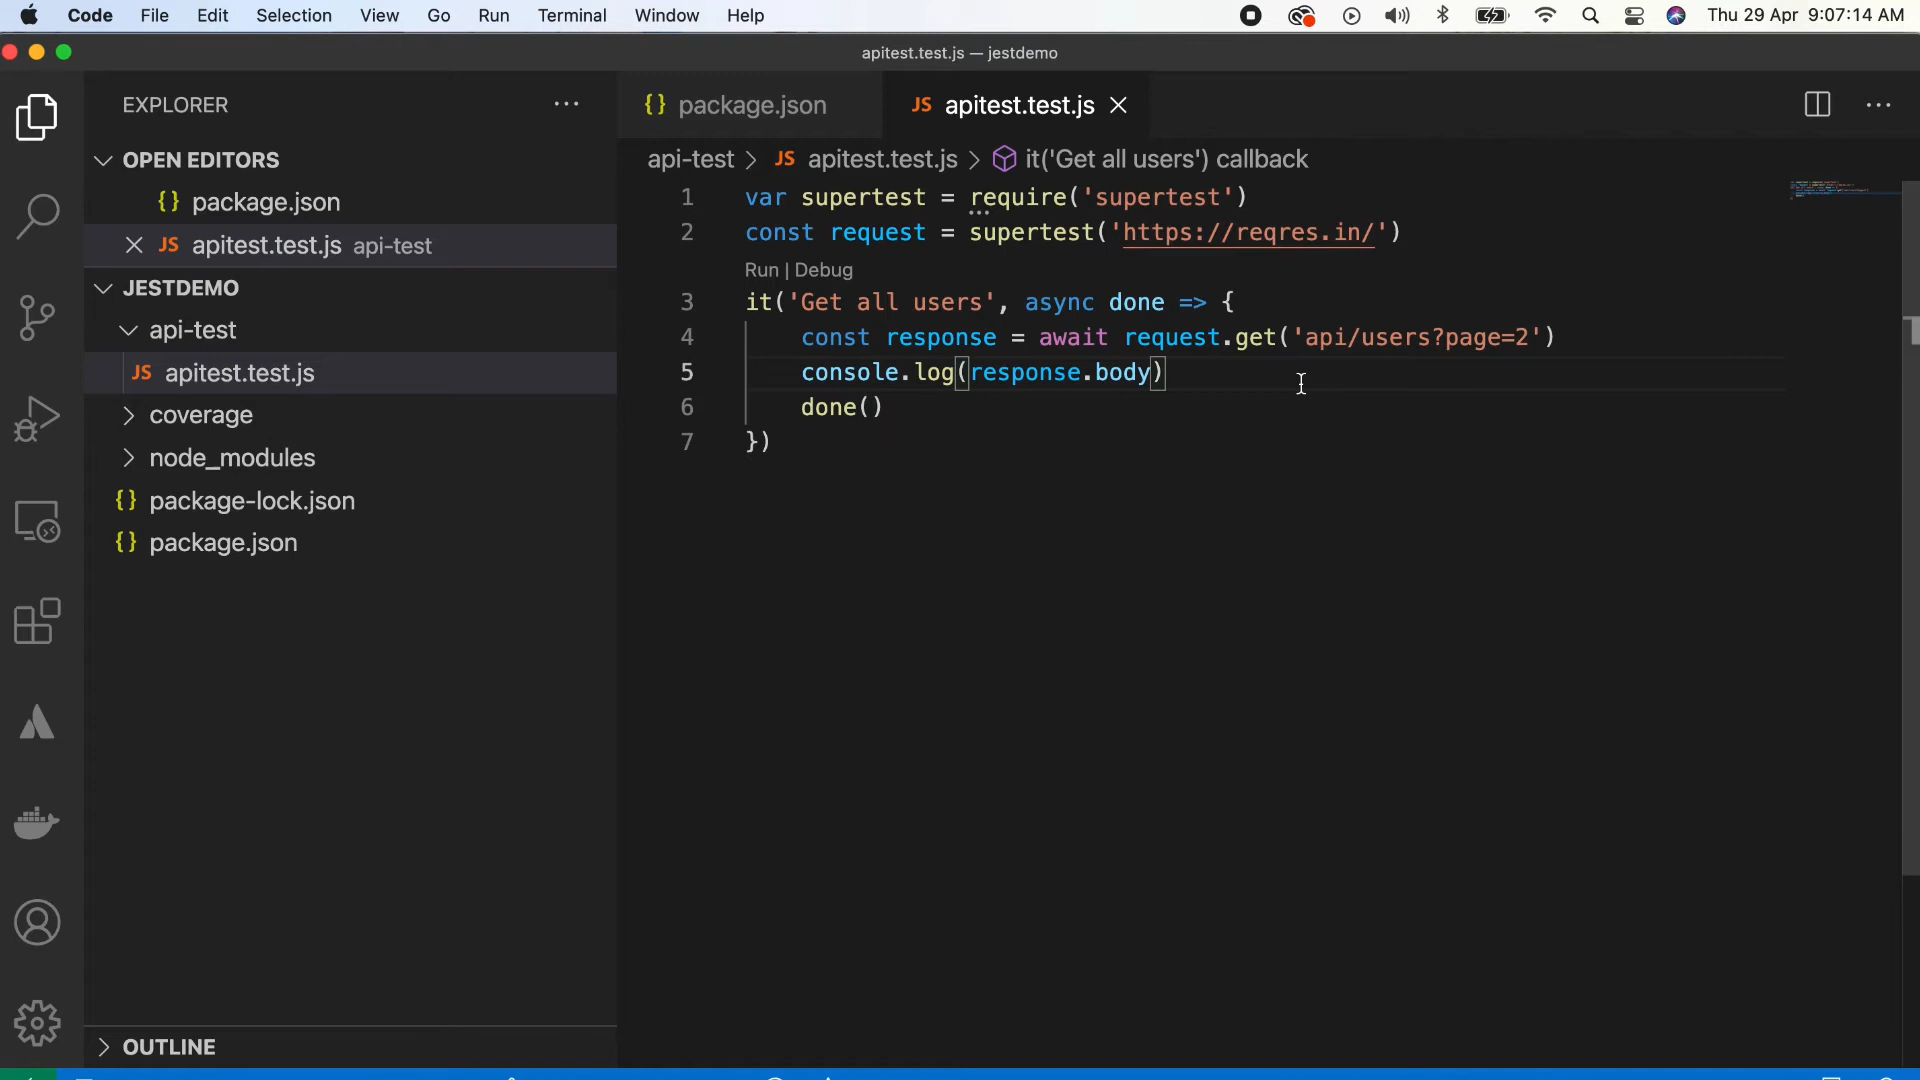 Code File Edit Selection View Go Run Terminal Window Help Thu 29 Apr 9:07:14 AM
apitest.test.js — jestdemo
EXPLORER ···
OPEN EDITORS
{} package.json
JS apitest.test.js api-test
JESTDEMO
api-test
JS apitest.test.js
coverage
node_modules
{} package-lock.json
{} package.json
OUTLINE
{} package.json JS apitest.test.js
api-test > JS apitest.test.js > it('Get all users') callback
1 var supertest = require('supertest')
2 const request = supertest('https://reqres.in/')
Run | Debug
3 it('Get all users', async done => {
4 const response = await request.get('api/users?page=2')
5 console.log(response.body)
6 done()
7 })